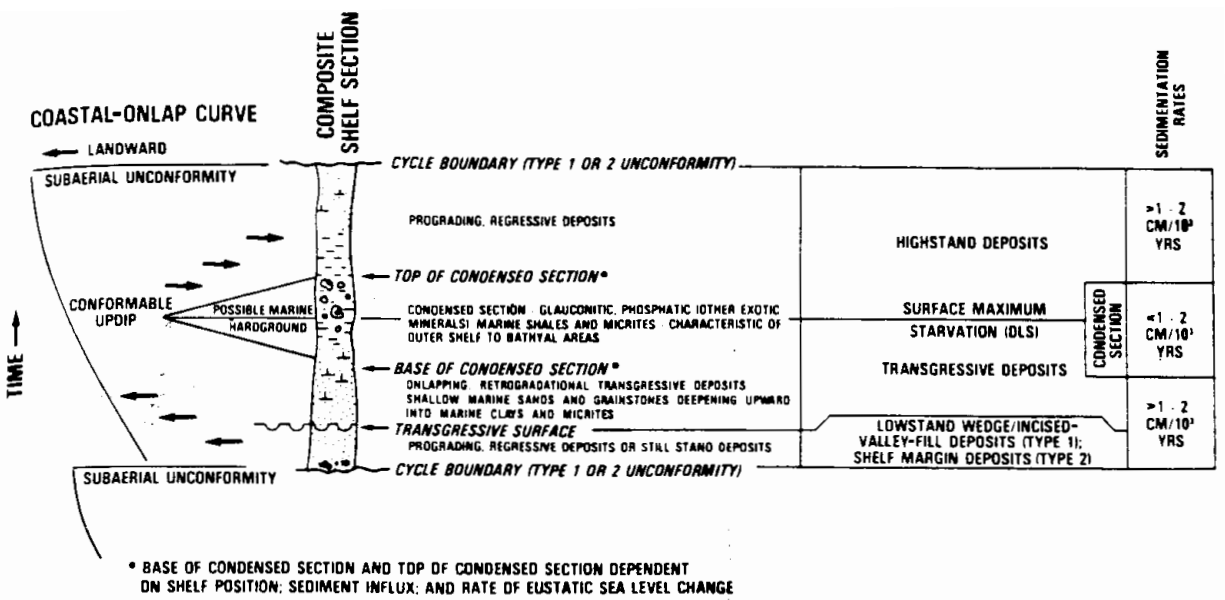 COMPOSITE
SHELF SECTION
SEDIMENTATION
RATES
COASTAL-ONLAP CURVE
LANDWARD
CYCLE BOUNDARY (TYPE 1 OR 2 UNCONFORMITY)
SUBAERIAL UNCONFORMITY
PROGRADING, REGRESSIVE DEPOSITS
HIGHSTAND DEPOSITS
>1 - 2
CM/10³
YRS
TOP OF CONDENSED SECTION*
CONFORMABLE
UPDIP
POSSIBLE MARINE
HARDGROUND
CONDENSED SECTION - GLAUCONITIC, PHOSPHATIC (OTHER EXOTIC
MINERALS) MARINE SHALES AND MICRITES - CHARACTERISTIC OF
OUTER SHELF TO BATHYAL AREAS
SURFACE MAXIMUM
STARVATION (DLS)
CONDENSED
SECTION
<1 - 2
CM/10³
YRS
TIME
BASE OF CONDENSED SECTION*
TRANSGRESSIVE DEPOSITS
ONLAPPING, RETROGRADATIONAL TRANSGRESSIVE DEPOSITS
SHALLOW MARINE SANDS AND GRAINSTONES DEEPENING UPWARD
INTO MARINE CLAYS AND MICRITES
>1 - 2
CM/10³
YRS
TRANSGRESSIVE SURFACE
PROGRADING, REGRESSIVE DEPOSITS OR STILL STAND DEPOSITS
LOWSTAND WEDGE/INCISED-
VALLEY-FILL DEPOSITS (TYPE 1);
SHELF MARGIN DEPOSITS (TYPE 2)
CYCLE BOUNDARY (TYPE 1 OR 2 UNCONFORMITY)
SUBAERIAL UNCONFORMITY
* BASE OF CONDENSED SECTION AND TOP OF CONDENSED SECTION DEPENDENT
ON SHELF POSITION; SEDIMENT INFLUX; AND RATE OF EUSTATIC SEA LEVEL CHANGE